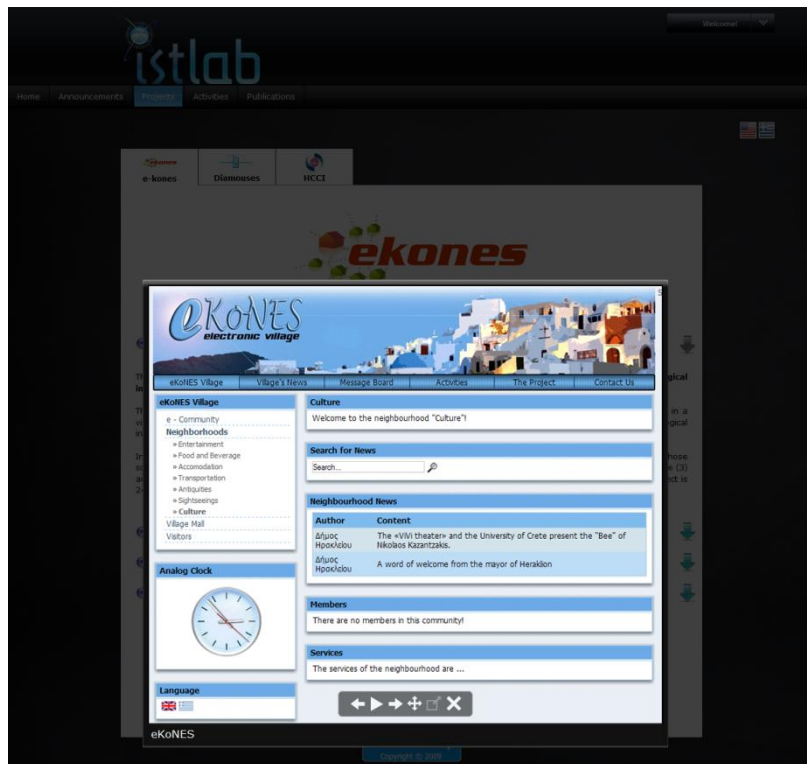 Welcome!
istlab
Home Announcements Projects Activities Publications
e-kones Diamouses HCCI
ekones
eKoNES
electronic village
eKoNES Village Village's News Message Board Activities The Project Contact Us
eKoNES Village
e - Community
Neighborhoods
» Entertainment
» Food and Beverage
» Accomodation
» Transportation
» Antiquities
» Sightseeings
» Culture
Village Mall
Visitors
Analog Clock
Language
Culture
Welcome to the neighbourhood "Culture"!
Search for News
Search...
Neighbourhood News
Author Content
Δήμος Ηρακλείου The «ViVi theater» and the University of Crete present the "Bee" of
Nikolaos Kazantzakis.
Δήμος Ηρακλείου A word of welcome from the mayor of Heraklion
Members
There are no members in this community!
Services
The services of the neighbourhood are ...
eKoNES
Copyright © 2009